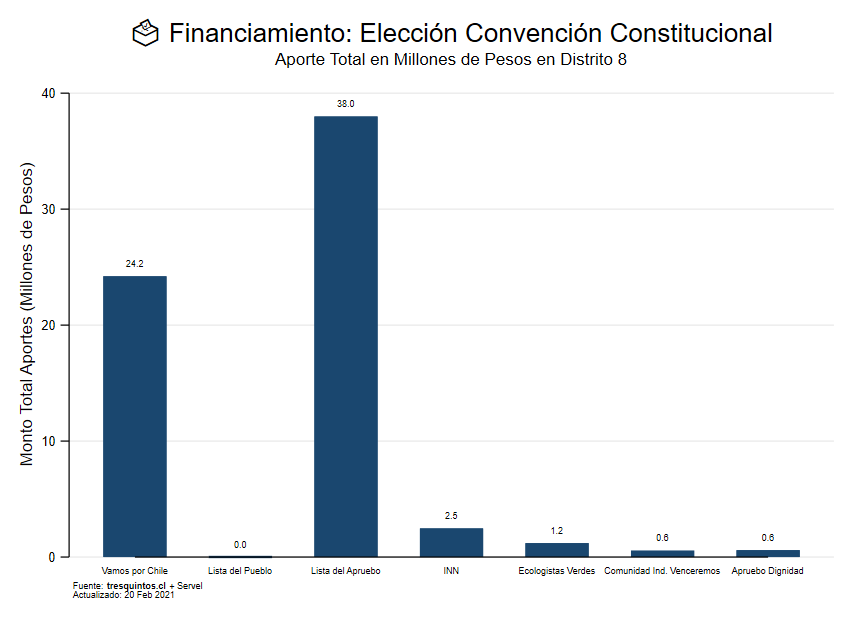 Financiamiento: Elección Convención Constitucional
Aporte Total en Millones de Pesos en Distrito 8
Monto Total Aportes (Millones de Pesos)
40
30
20
10
0
24.2
0.0
38.0
2.5
1.2
0.6
0.6
Vamos por Chile
Lista del Pueblo
Lista del Apruebo
INN
Ecologistas Verdes
Comunidad Ind. Venceremos
Apruebo Dignidad
Fuente: tresquintos.cl + Servel
Actualizado: 20 Feb 2021